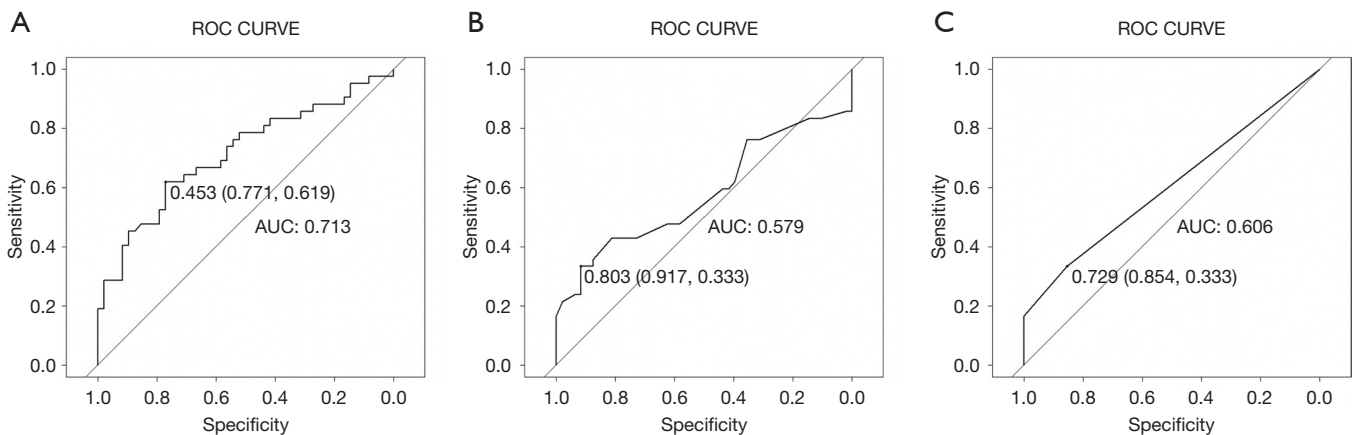 A
ROC CURVE
1.0
0.8
0.6
0.4
0.2
0.0
Sensitivity
0.453 (0.771, 0.619)
AUC: 0.713
1.0 0.8 0.6 0.4 0.2 0.0
Specificity
B
ROC CURVE
1.0
0.8
0.6
0.4
0.2
0.0
Sensitivity
AUC: 0.579
0.803 (0.917, 0.333)
1.0 0.8 0.6 0.4 0.2 0.0
Specificity
C
ROC CURVE
1.0
0.8
0.6
0.4
0.2
0.0
Sensitivity
AUC: 0.606
0.729 (0.854, 0.333)
1.0 0.8 0.6 0.4 0.2 0.0
Specificity